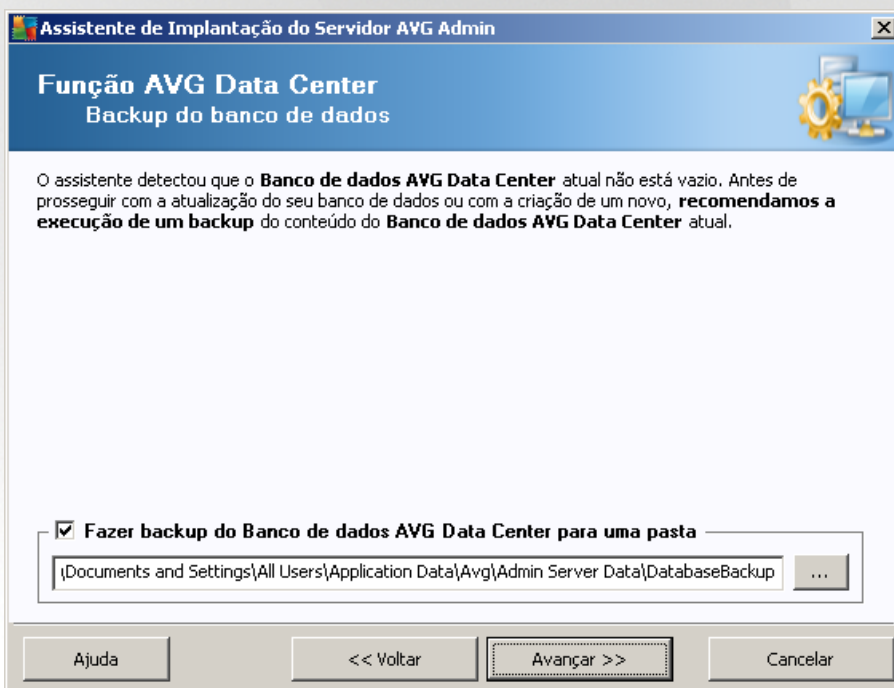 Assistente de Implantação do Servidor AVG Admin
Função AVG Data Center
Backup do banco de dados
O assistente detectou que o Banco de dados AVG Data Center atual não está vazio. Antes de
prosseguir com a atualização do seu banco de dados ou com a criação de um novo, recomendamos a
execução de um backup do conteúdo do Banco de dados AVG Data Center atual.
Fazer backup do Banco de dados AVG Data Center para uma pasta
\Documents and Settings\All Users\Application Data\Avg\Admin Server Data\DatabaseBackup
...
Ajuda << Voltar Avançar >> Cancelar